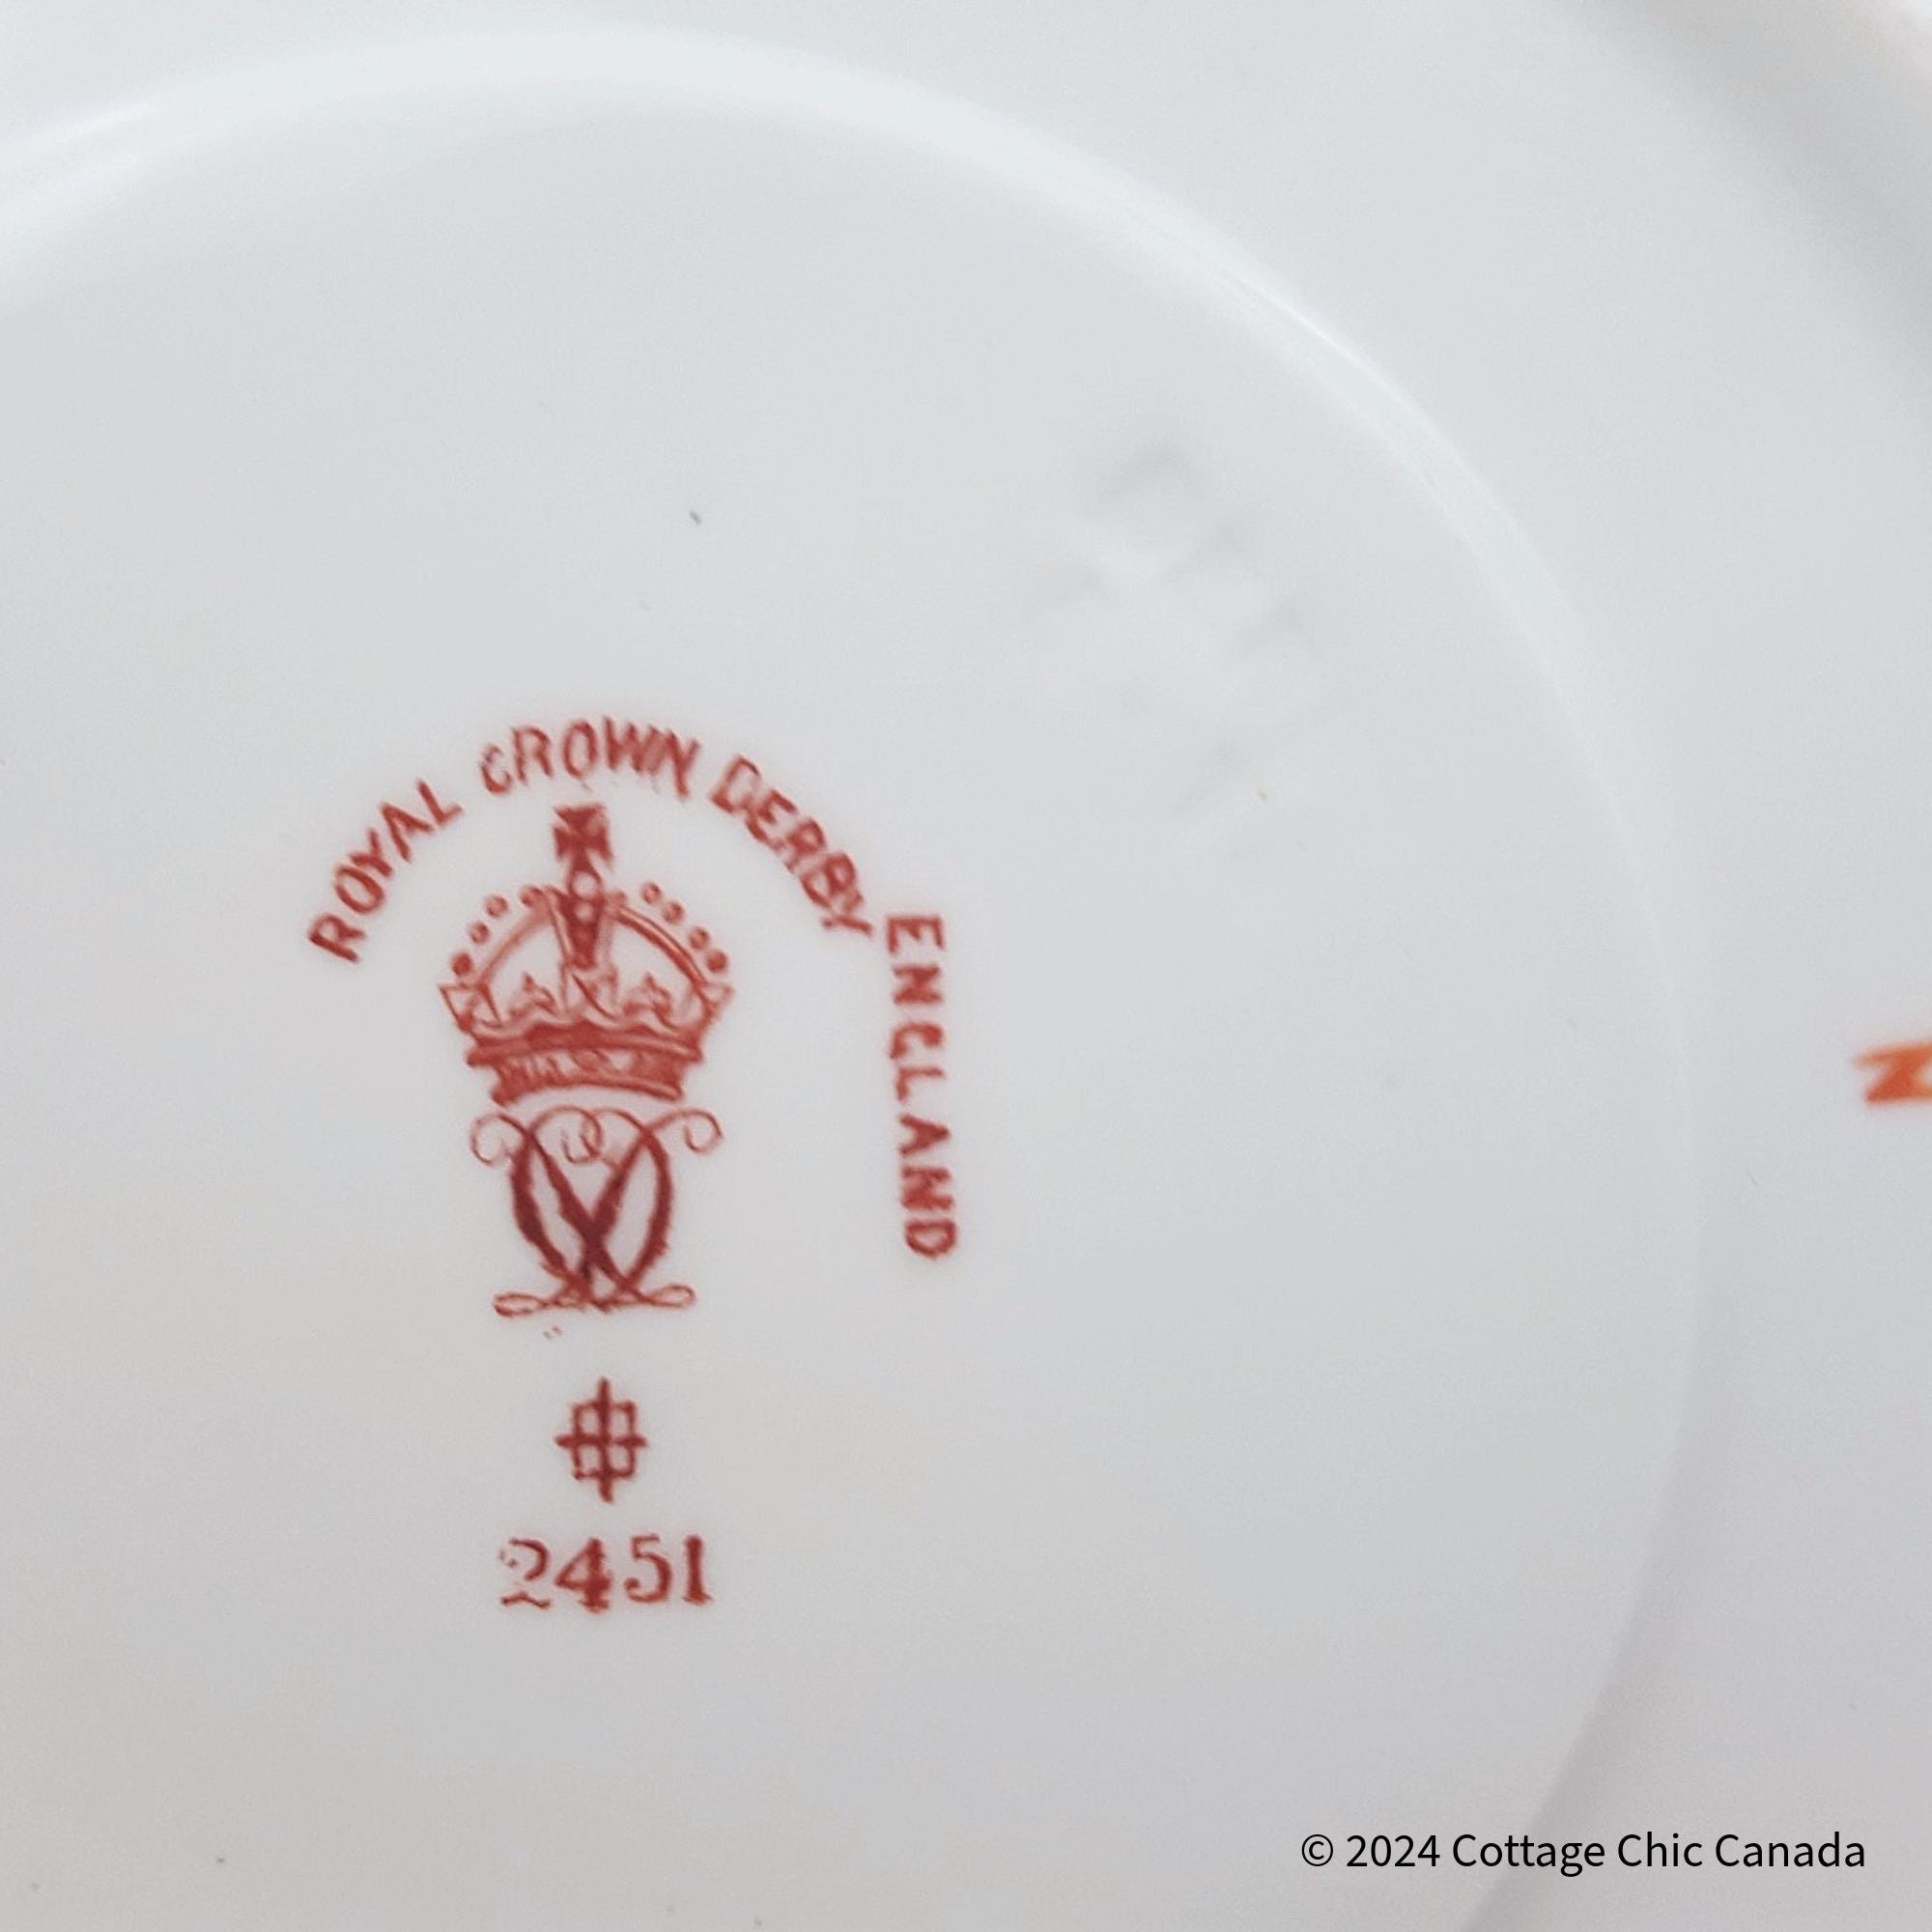 ROYAL CROWN DERBY
ENGLAND
2451
© 2024 Cottage Chic Canada